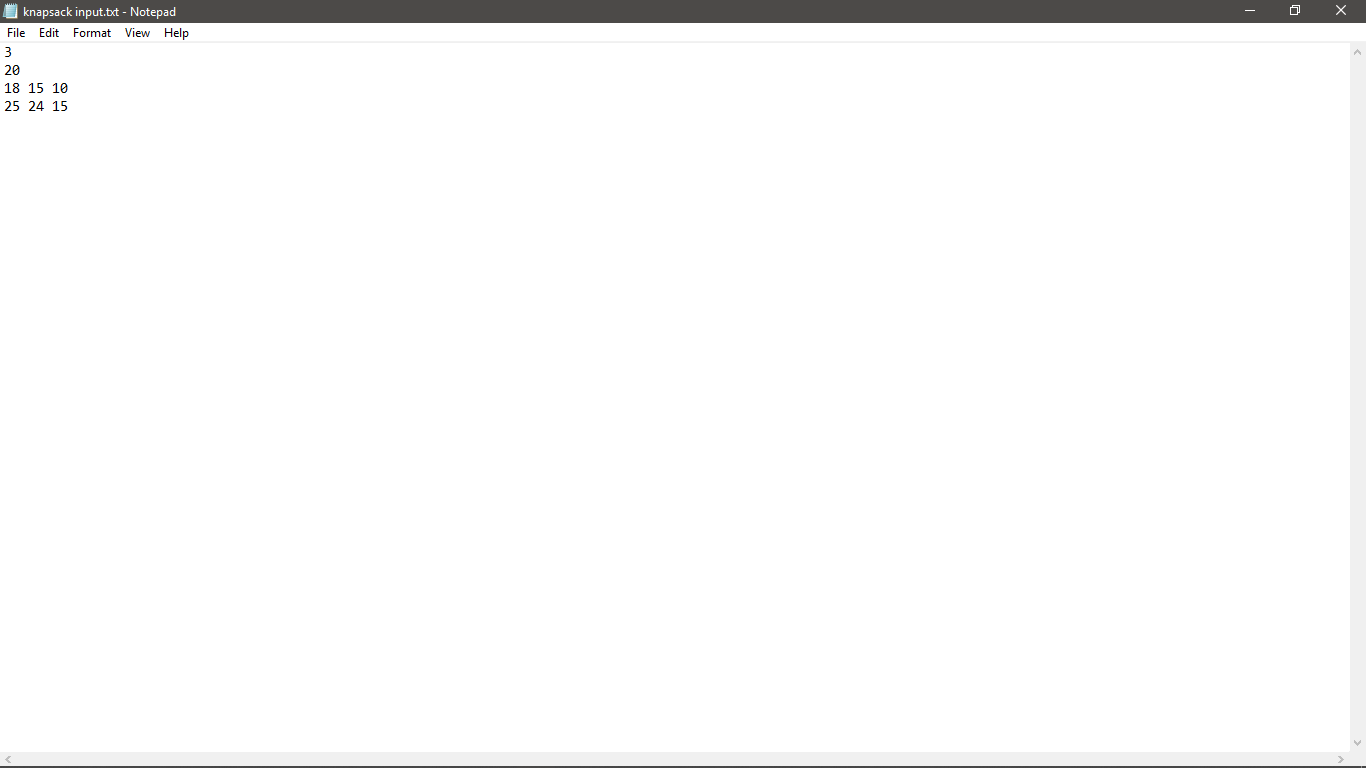 knapsack input.txt - Notepad
File Edit Format View Help
3
20
18 15 10
25 24 15